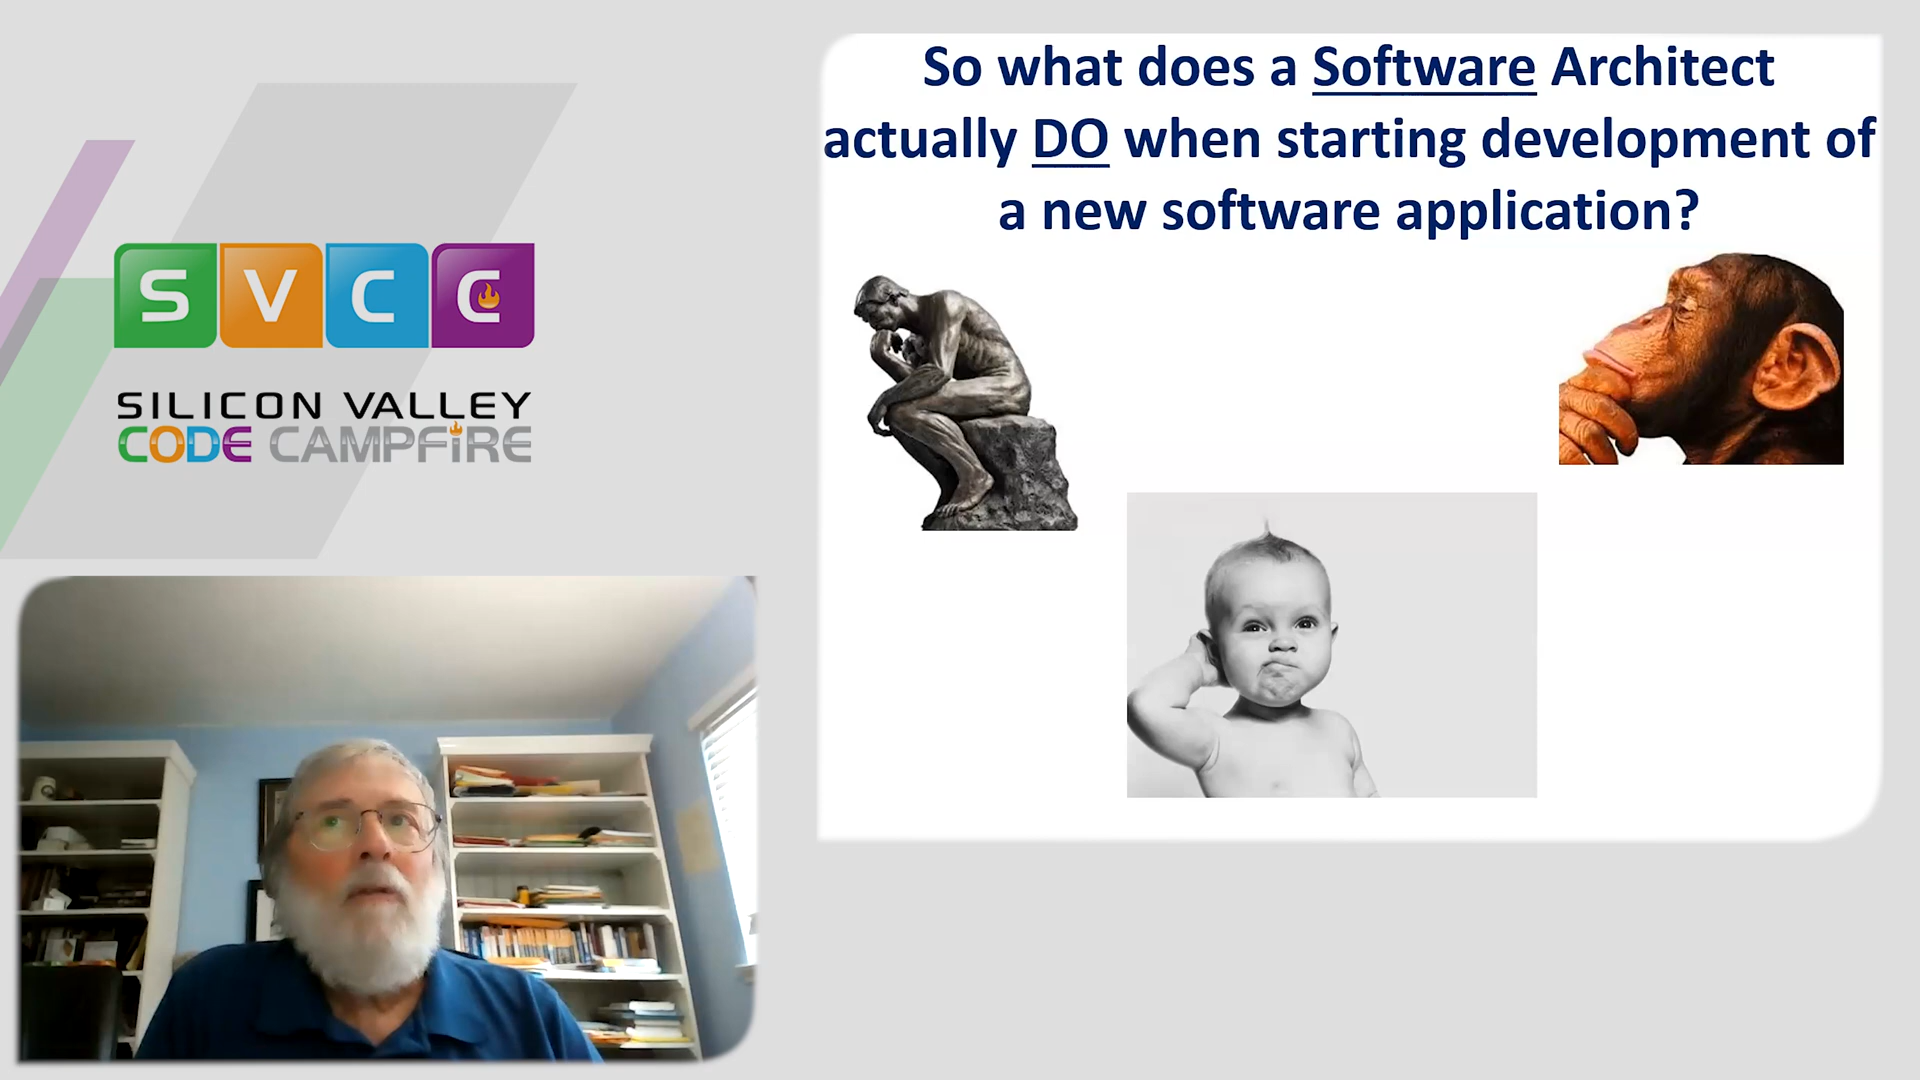 S V C C
SILICON VALLEY
CODE CAMPFIRE
So what does a Software Architect
actually DO when starting development of
a new software application?